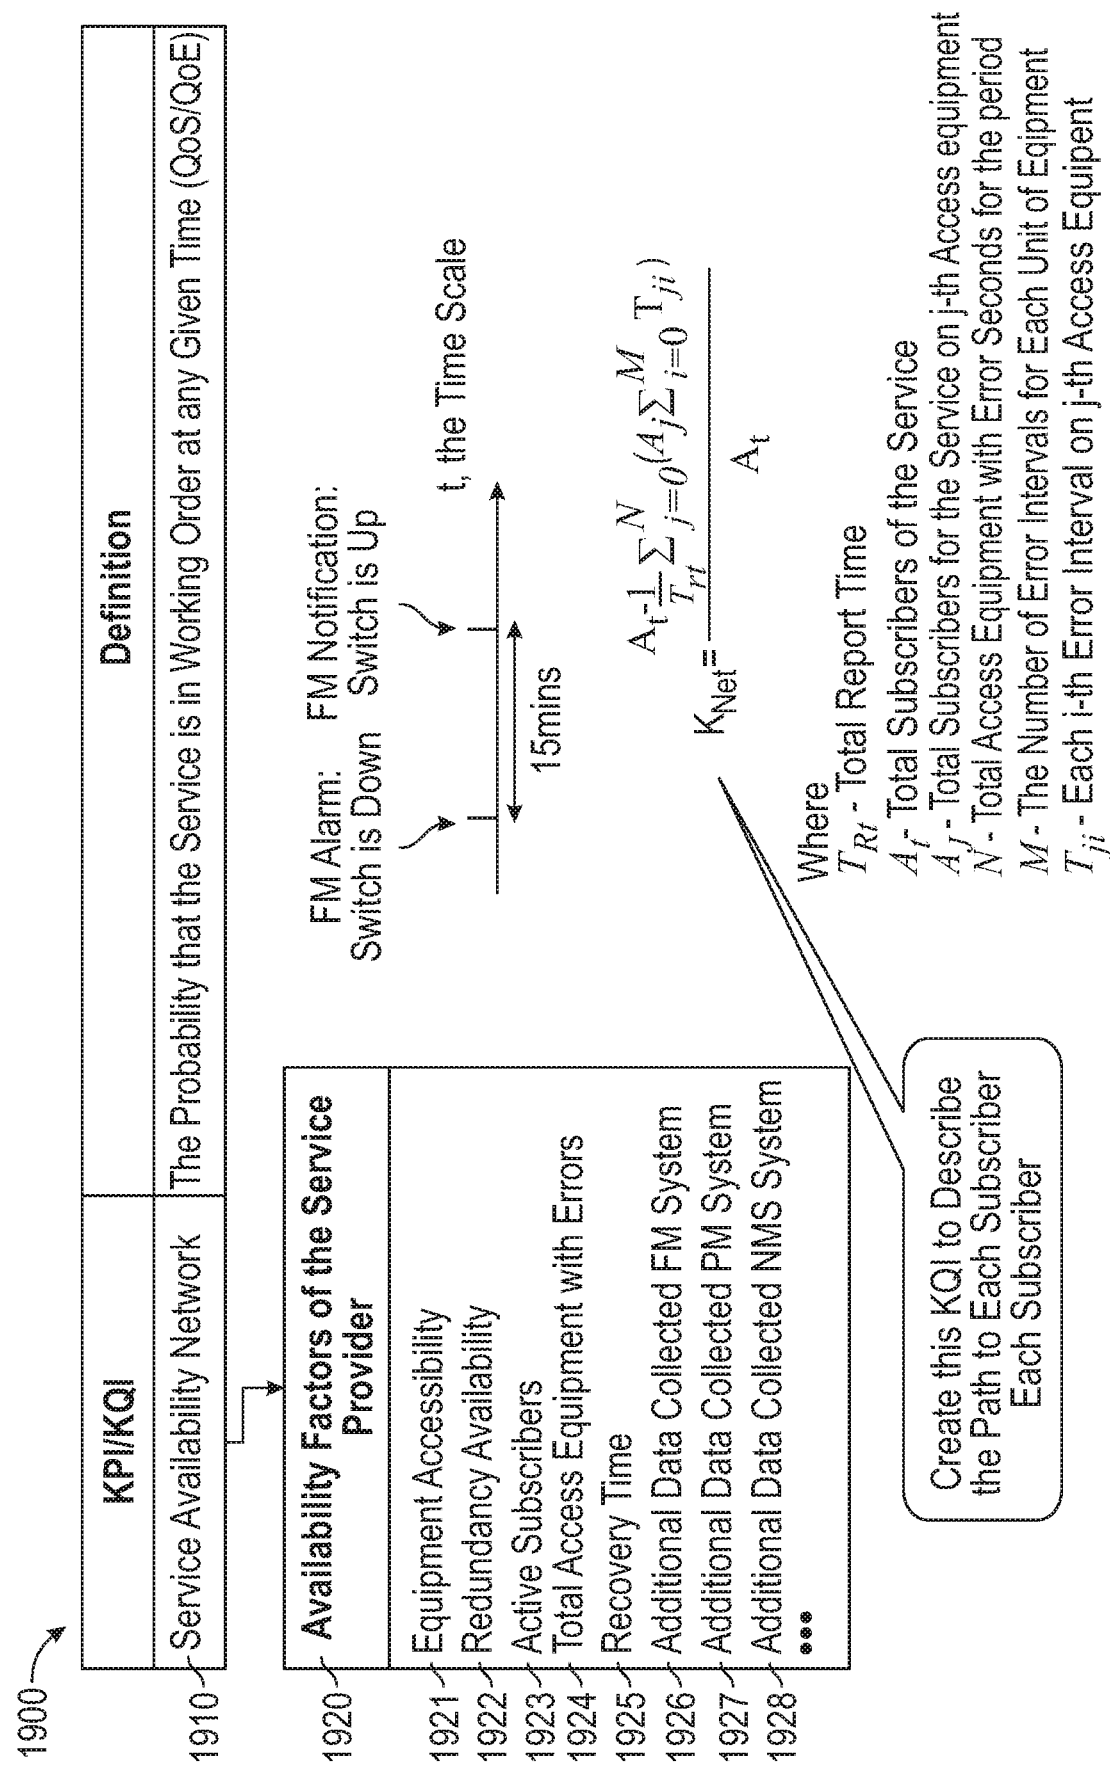 1900
KPI/KQI
Definition
1910
Service Availability Network
The Probability that the Service is in Working Order at any Given Time (QoS/QoE)
1920
Availability Factors of the Service
Provider
1921
Equipment Accessibility
1922
Redundancy Availability
1923
Active Subscribers
1924
Total Access Equipment with Errors
1925
Recovery Time
1926
Additional Data Collected FM System
1927
Additional Data Collected PM System
1928
Additional Data Collected NMS System
•••
FM Alarm:
Switch is Down
FM Notification:
Switch is Up
t, the Time Scale
15mins
K_Net = (A_t - 1/T_rt ∑_{j=0}^{N} (A_j ∑_{i=0}^{M} T_ji)) / A_t
Where
T_Rt - Total Report Time
A_t - Total Subscribers of the Service
A_J - Total Subscribers for the Service on j-th Access equipment
N - Total Access Equipment with Error Seconds for the period
M - The Number of Error Intervals for Each Unit of Eqipment
T_ji - Each i-th Error Interval on j-th Access Equipent
Create this KQI to Describe
the Path to Each Subscriber
Each Subscriber